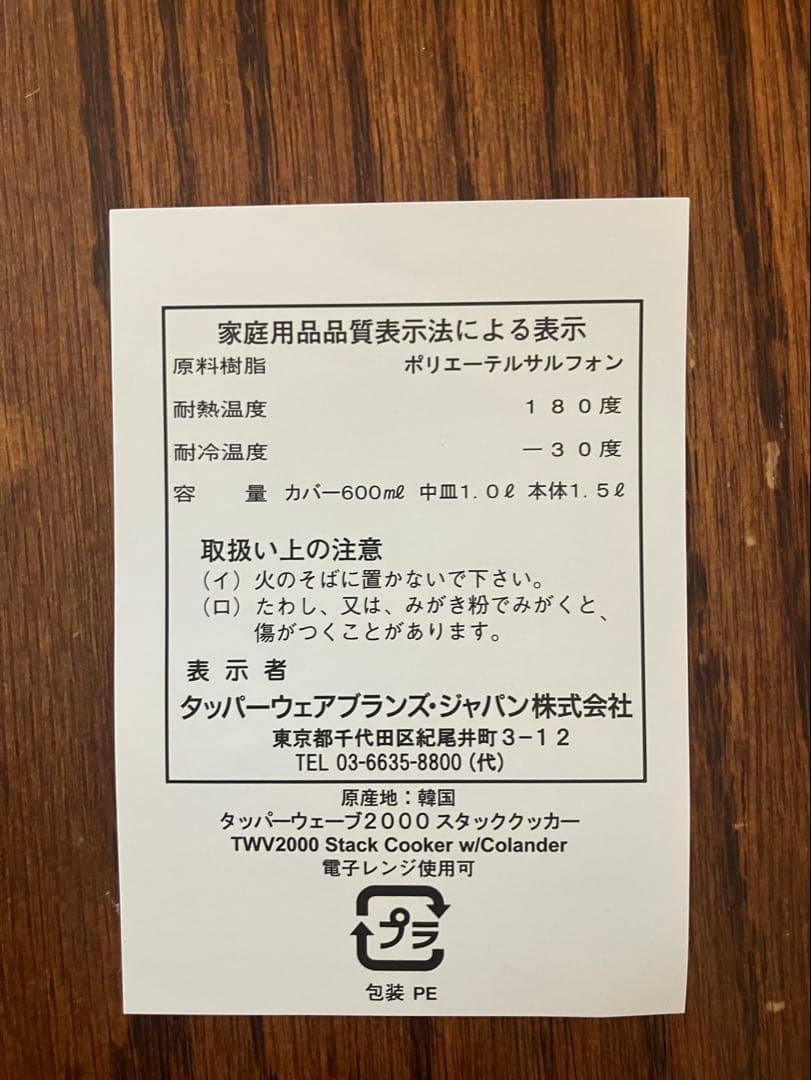 家庭用品品質表示法による表示
原料樹脂 ポリエーテルサルフォン
耐熱温度 １８０度
耐冷温度 －３０度
容 量 カバー600㎖ 中皿1.0ℓ 本体1.5ℓ
取扱い上の注意
（イ）火のそばに置かないで下さい。
（ロ）たわし、又は、みがき粉でみがくと、
傷がつくことがあります。
表 示 者
タッパーウェアブランズ・ジャパン株式会社
東京都千代田区紀尾井町３－１２
TEL 03-6635-8800（代）
原産地：韓国
タッパーウェーブ２０００ スタッククッカー
TWV2000 Stack Cooker w/Colander
電子レンジ使用可
プラ
包装 PE